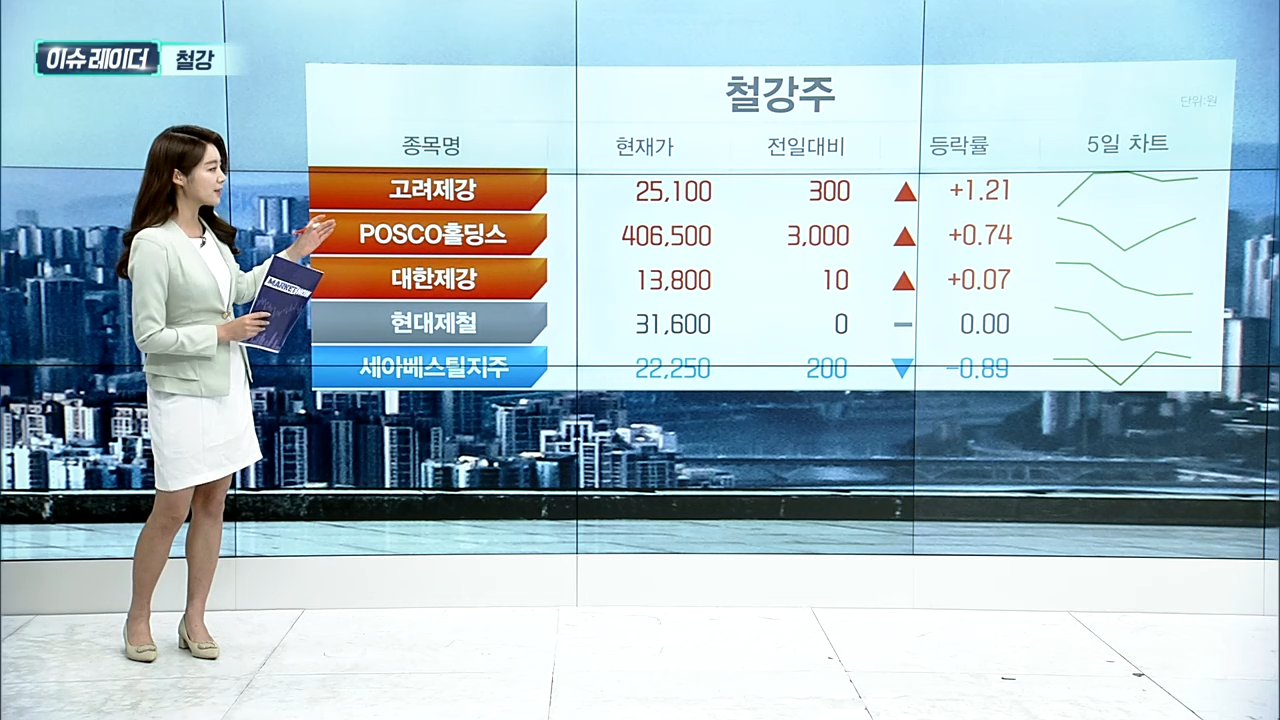 이슈 레이더 철강
철강주
단위:원
종목명 현재가 전일대비 등락률 5일 차트
고려제강 25,100 300 ▲ +1.21
POSCO홀딩스 406,500 3,000 ▲ +0.74
대한제강 13,800 10 ▲ +0.07
현대제철 31,600 0 - 0.00
세아베스틸지주 22,250 200 ▼ -0.89
MARKET